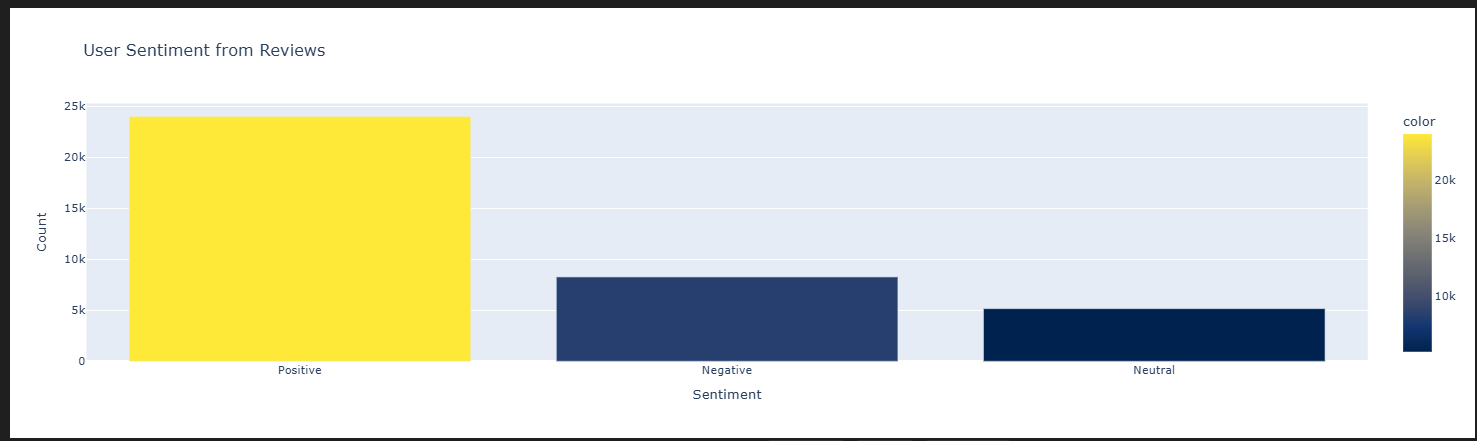 User Sentiment from Reviews
25k
20k
15k
10k
5k
0
Count
Positive
Negative
Neutral
Sentiment
color
20k
15k
10k